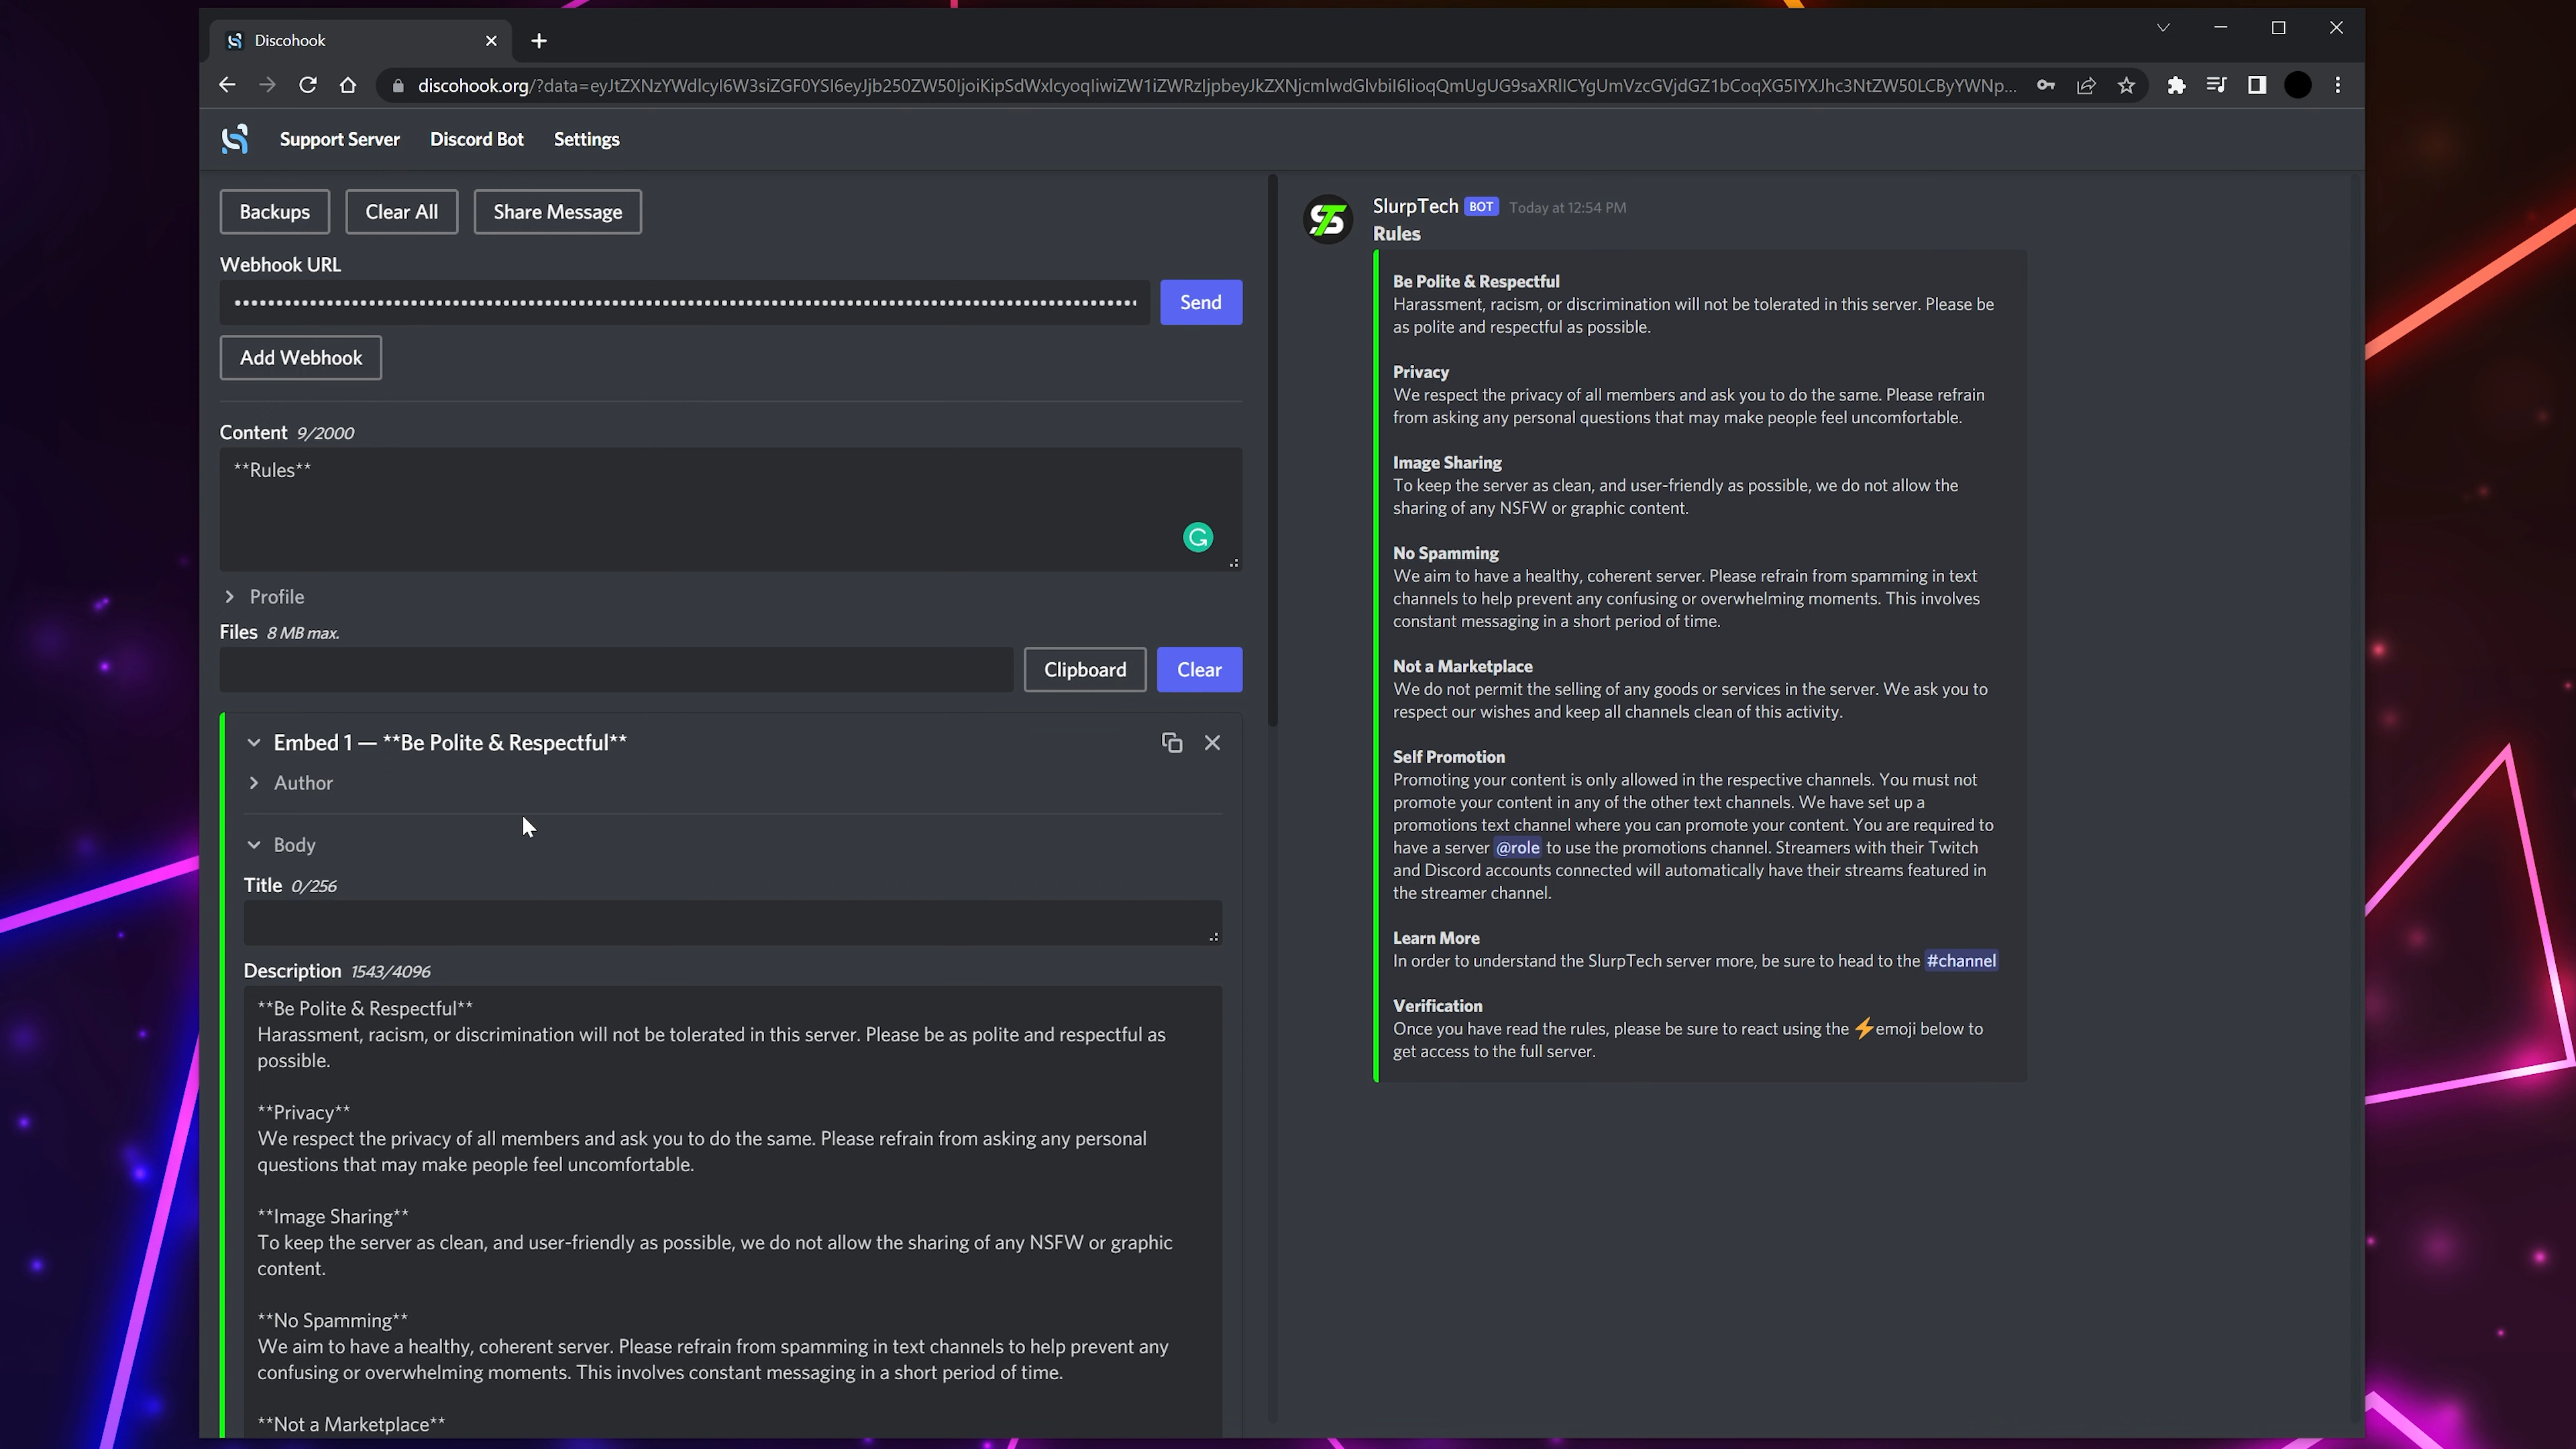 Discohook
discohook.org/?data=
Support Server Discord Bot Settings
Backups Clear All Share Message
Webhook URL
Send
Add Webhook
Content 9/2000
**Rules**
Profile
Files 8 MB max.
Clipboard Clear
Embed 1 — **Be Polite & Respectful**
Author
Body
Title 0/256
Description 1543/4096
**Be Polite & Respectful**
Harassment, racism, or discrimination will not be tolerated in this server. Please be as polite and respectful as
possible.
**Privacy**
We respect the privacy of all members and ask you to do the same. Please refrain from asking any personal
questions that may make people feel uncomfortable.
**Image Sharing**
To keep the server as clean, and user-friendly as possible, we do not allow the sharing of any NSFW or graphic
content.
**No Spamming**
We aim to have a healthy, coherent server. Please refrain from spamming in text channels to help prevent any
confusing or overwhelming moments. This involves constant messaging in a short period of time.
**Not a Marketplace**
SlurpTech BOT Today at 12:54 PM
Rules
Be Polite & Respectful
Harassment, racism, or discrimination will not be tolerated in this server. Please be
as polite and respectful as possible.
Privacy
We respect the privacy of all members and ask you to do the same. Please refrain
from asking any personal questions that may make people feel uncomfortable.
Image Sharing
To keep the server as clean, and user-friendly as possible, we do not allow the
sharing of any NSFW or graphic content.
No Spamming
We aim to have a healthy, coherent server. Please refrain from spamming in text
channels to help prevent any confusing or overwhelming moments. This involves
constant messaging in a short period of time.
Not a Marketplace
We do not permit the selling of any goods or services in the server. We ask you to
respect our wishes and keep all channels clean of this activity.
Self Promotion
Promoting your content is only allowed in the respective channels. You must not
promote your content in any of the other text channels. We have set up a
promotions text channel where you can promote your content. You are required to
have a server @role to use the promotions channel. Streamers with their Twitch
and Discord accounts connected will automatically have their streams featured in
the streamer channel.
Learn More
In order to understand the SlurpTech server more, be sure to head to the #channel
Verification
Once you have read the rules, please be sure to react using the ⚡emoji below to
get access to the full server.